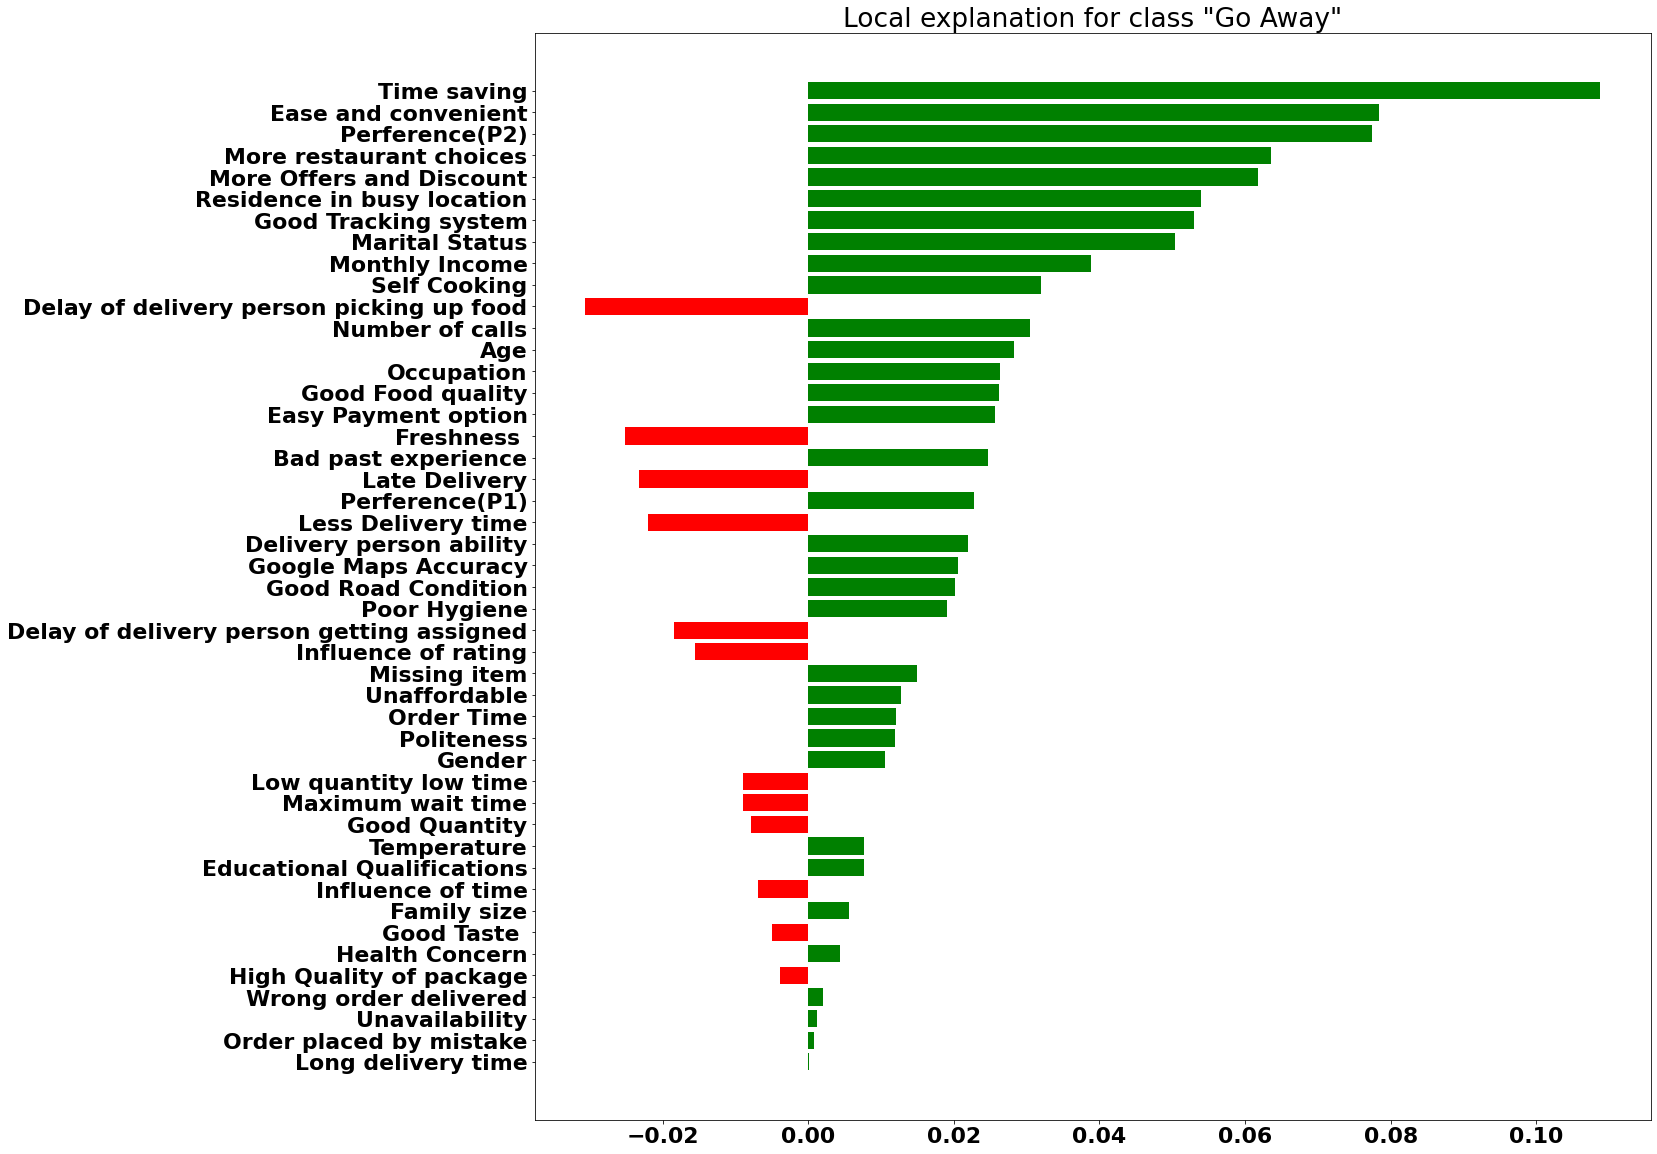 Local explanation for class "Go Away"
Time saving
Ease and convenient
Perference(P2)
More restaurant choices
More Offers and Discount
Residence in busy location
Good Tracking system
Marital Status
Monthly Income
Self Cooking
Delay of delivery person picking up food
Number of calls
Age
Occupation
Good Food quality
Easy Payment option
Freshness
Bad past experience
Late Delivery
Perference(P1)
Less Delivery time
Delivery person ability
Google Maps Accuracy
Good Road Condition
Poor Hygiene
Delay of delivery person getting assigned
Influence of rating
Missing item
Unaffordable
Order Time
Politeness
Gender
Low quantity low time
Maximum wait time
Good Quantity
Temperature
Educational Qualifications
Influence of time
Family size
Good Taste
Health Concern
High Quality of package
Wrong order delivered
Unavailability
Order placed by mistake
Long delivery time
−0.02 0.00 0.02 0.04 0.06 0.08 0.10